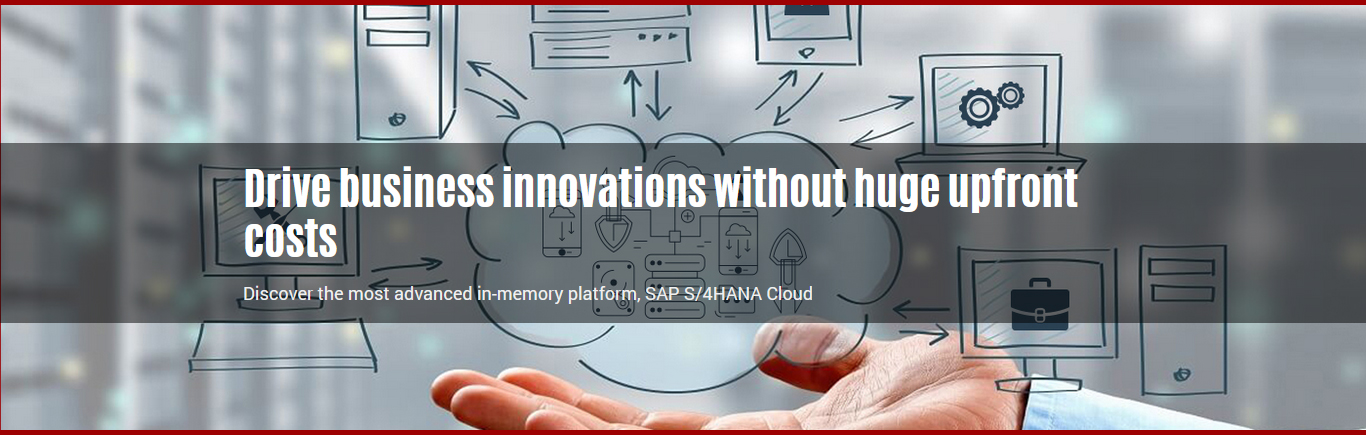 Drive business innovations without huge upfront
costs
Discover the most advanced in-memory platform, SAP S/4HANA Cloud